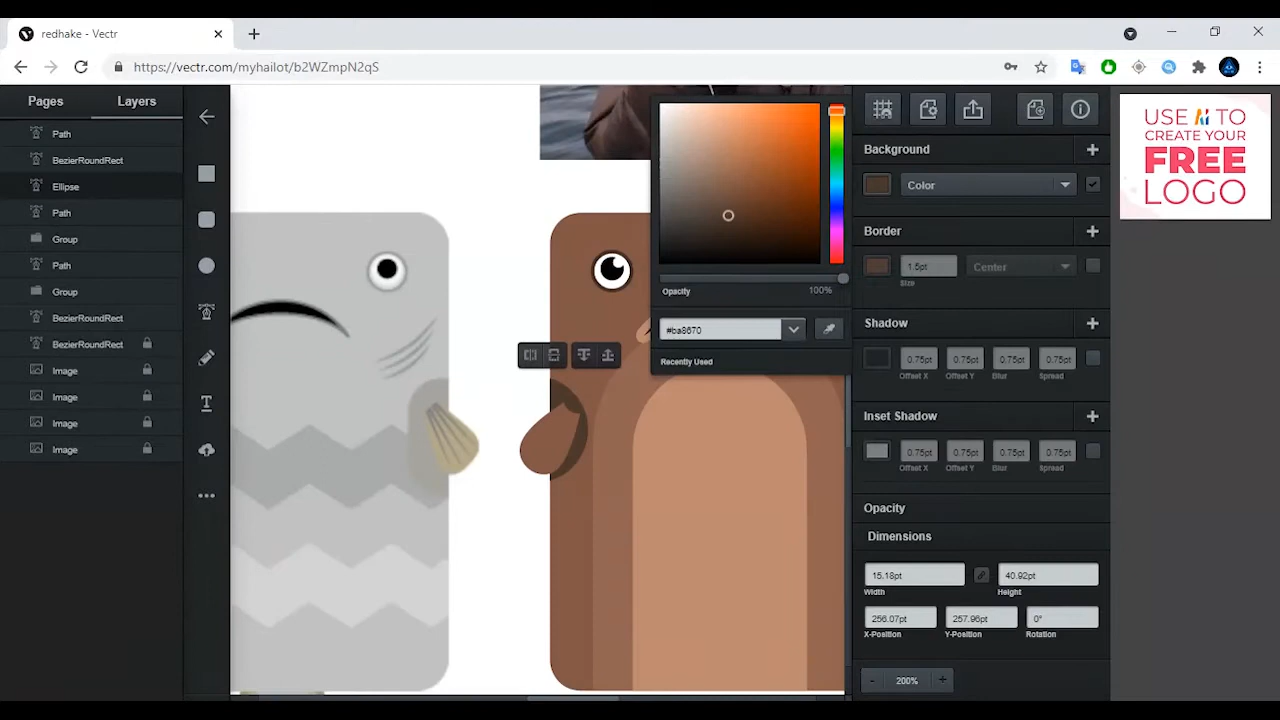 redhake - Vectr
https://vectr.com/myhailot/b2WZmpN2qS
Pages
Layers
Path
BezierRoundRect
Ellipse
Path
Group
Path
Group
BezierRoundRect
BezierRoundRect
Image
Image
Image
Image
T
Opacity
100%
#ba8670
Recently Used
Background
Color
Border
1.5pt
Center
Size
Shadow
0.75pt
0.75pt
0.75pt
0.75pt
Offset X
Offset Y
Blur
Spread
Inset Shadow
0.75pt
0.75pt
0.75pt
0.75pt
Offset X
Offset Y
Blur
Spread
Opacity
Dimensions
15.18pt
40.92pt
Width
Height
256.07pt
257.96pt
0°
X-Position
Y-Position
Rotation
- 200% +
USE Ai TO
CREATE YOUR
FREE
LOGO